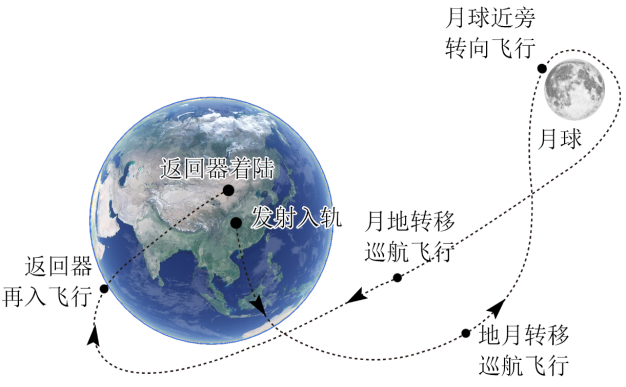 月球近旁
转向飞行
月球
返回器着陆
发射入轨
月地转移
巡航飞行
返回器
再入飞行
地月转移
巡航飞行